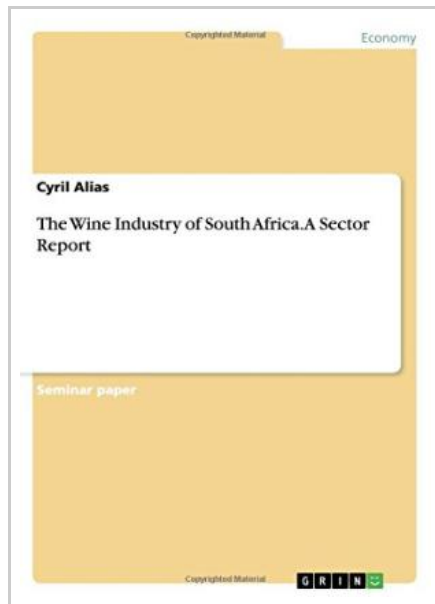 Copyrighted Material
Economy
Cyril Alias
The Wine Industry of South Africa. A Sector
Report
Seminar paper
Copyrighted Material
GRIN